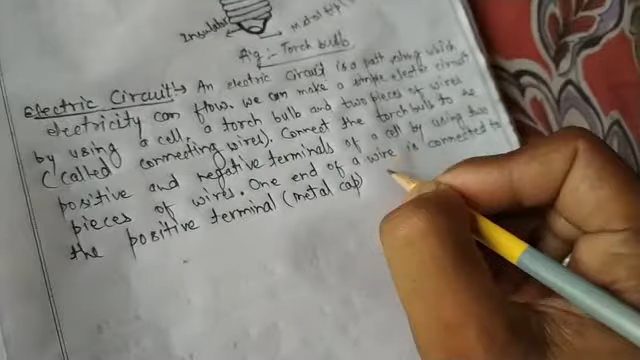 Insulator
Fig:- Torch bulb
Electric Circuit:→ An electric circuit is a path along which
electricity can flow. We can make a simple electric circuit
by using a cell, a torch bulb and two pieces of wires
(called connecting wires). Connect the torch bulb to the
positive and negative terminals of a cell by using two
pieces of wires. One end of a wire is connected to
the positive terminal (metal cap)